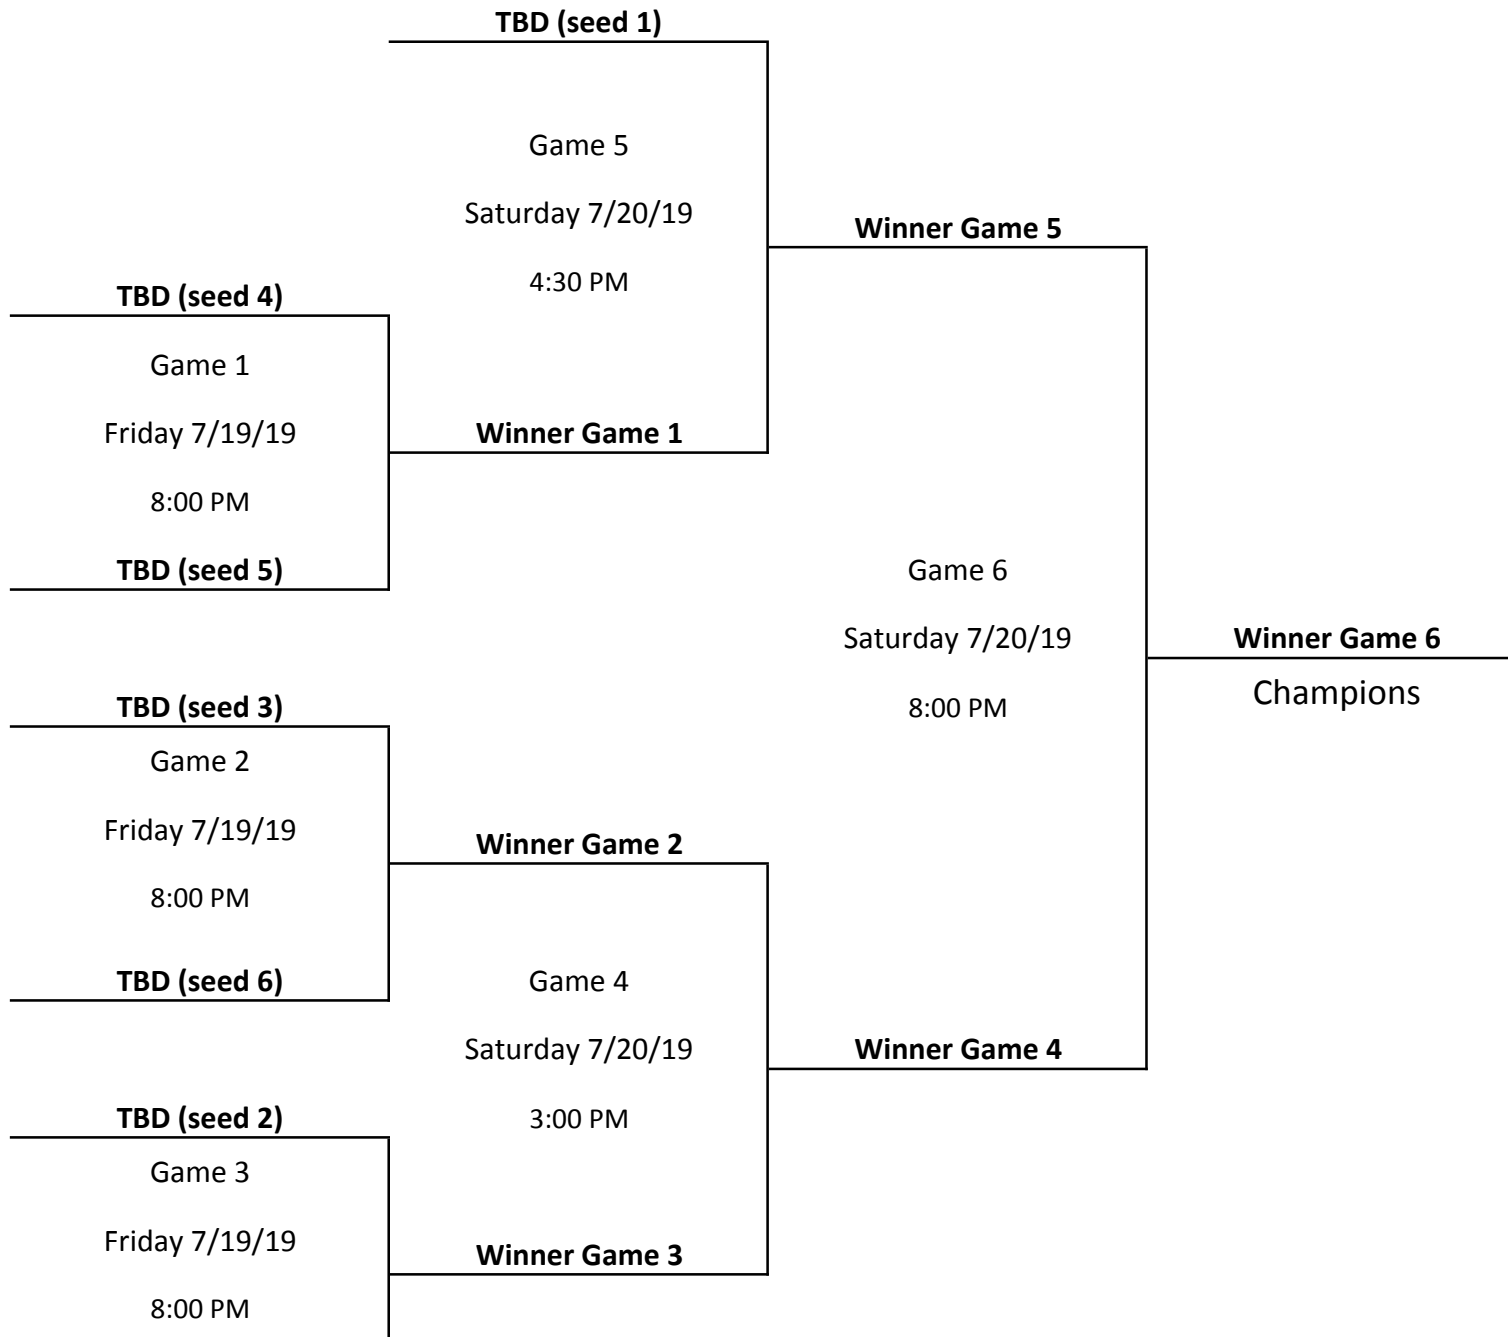 TBD (seed 1)
Game 5
Saturday 7/20/19
4:30 PM
Winner Game 5
TBD (seed 4)
Game 1
Friday 7/19/19
8:00 PM
TBD (seed 5)
Winner Game 1
Game 6
Saturday 7/20/19
8:00 PM
Winner Game 6
Champions
TBD (seed 3)
Game 2
Friday 7/19/19
8:00 PM
TBD (seed 6)
Winner Game 2
Game 4
Saturday 7/20/19
3:00 PM
Winner Game 4
TBD (seed 2)
Game 3
Friday 7/19/19
8:00 PM
Winner Game 3